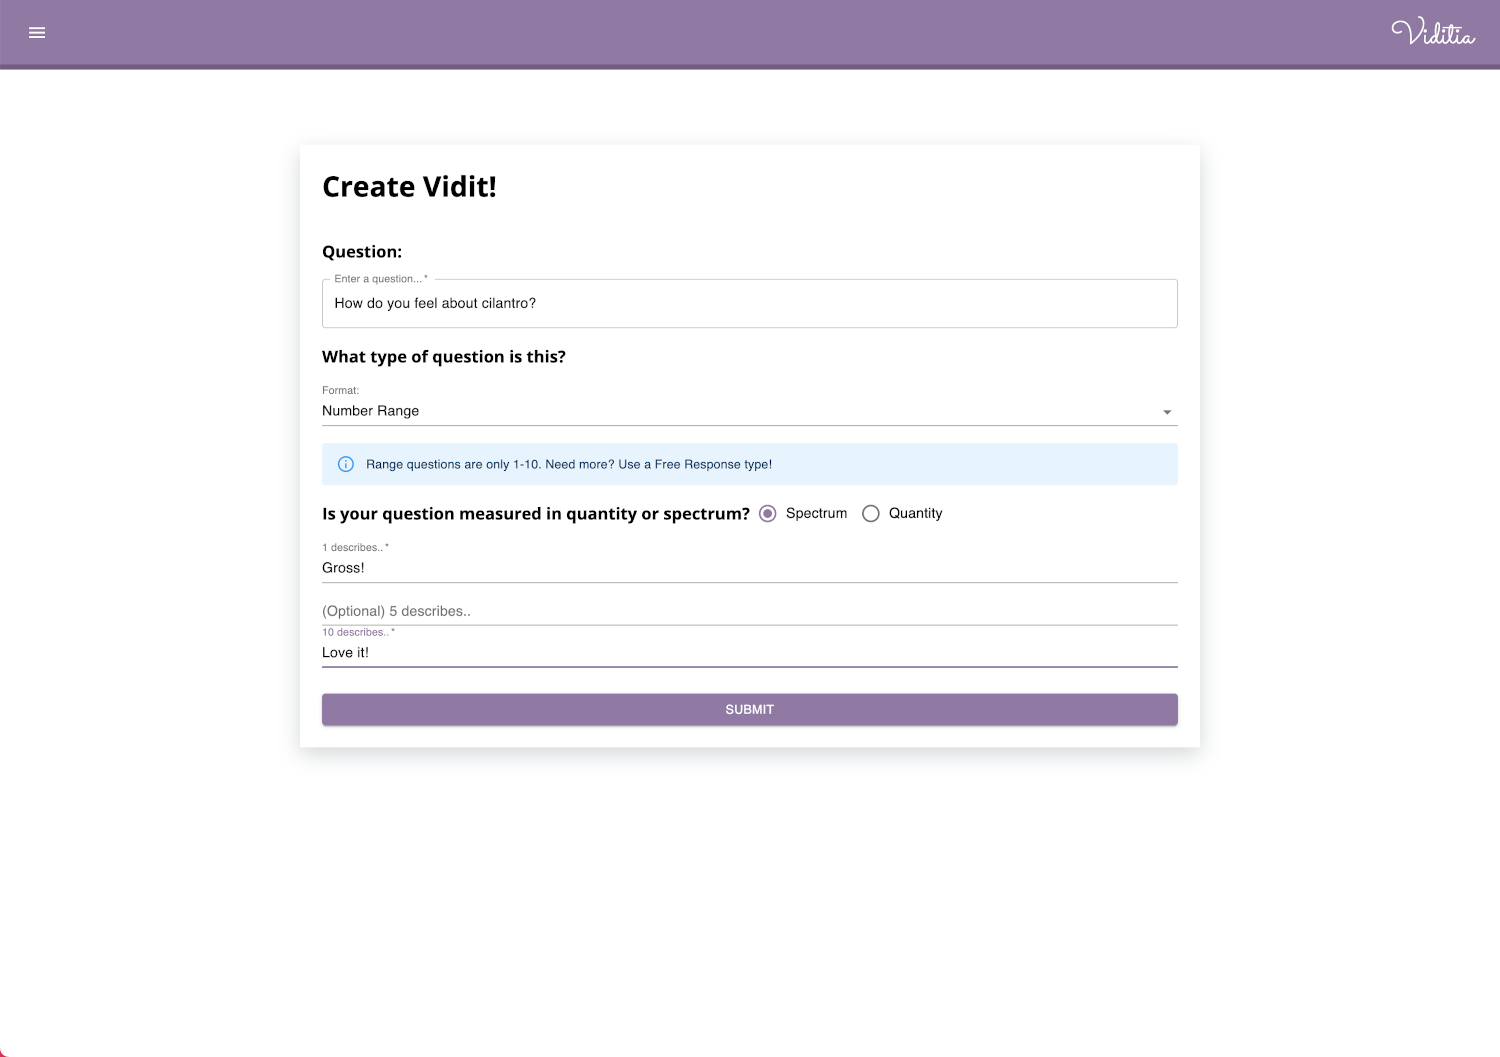 Viditia
Create Vidit!
Question:
Enter a question... *
How do you feel about cilantro?
What type of question is this?
Format:
Number Range
Range questions are only 1-10. Need more? Use a Free Response type!
Is your question measured in quantity or spectrum? Spectrum Quantity
1 describes.. *
Gross!
(Optional) 5 describes..
10 describes.. *
Love it!
SUBMIT